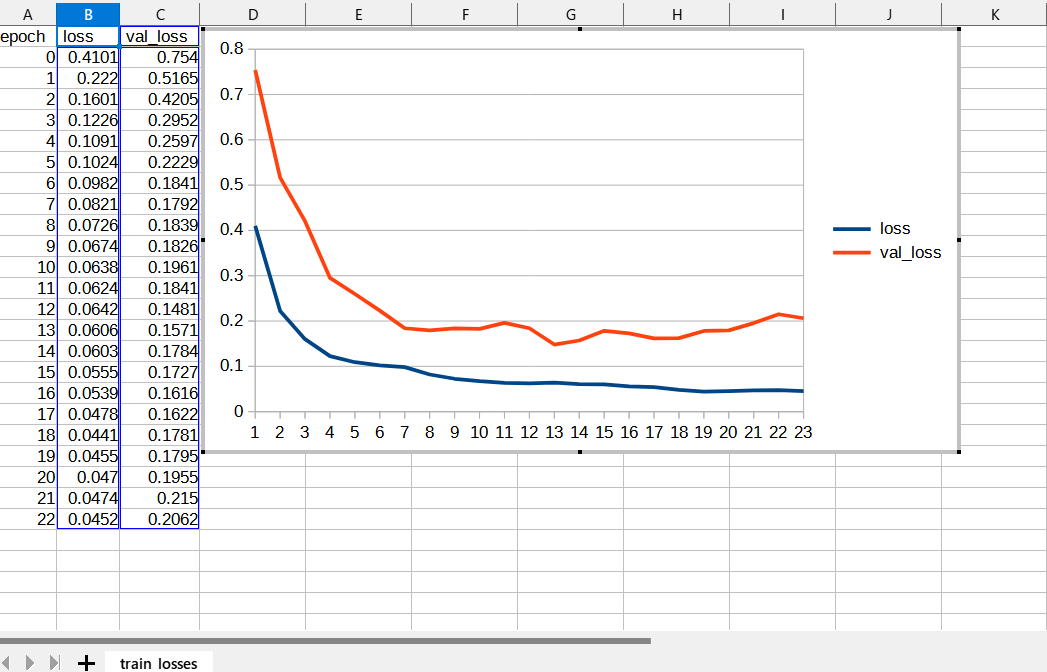 A B C D E F G H I J K
epoch loss val_loss
0 0.4101 0.754
1 0.222 0.5165
2 0.1601 0.4205
3 0.1226 0.2952
4 0.1091 0.2597
5 0.1024 0.2229
6 0.0982 0.1841
7 0.0821 0.1792
8 0.0726 0.1839
9 0.0674 0.1826
10 0.0638 0.1961
11 0.0624 0.1841
12 0.0642 0.1481
13 0.0606 0.1571
14 0.0603 0.1784
15 0.0555 0.1727
16 0.0539 0.1616
17 0.0478 0.1622
18 0.0441 0.1781
19 0.0455 0.1795
20 0.047 0.1955
21 0.0474 0.215
22 0.0452 0.2062
0.8
0.7
0.6
0.5
0.4
0.3
0.2
0.1
0
1 2 3 4 5 6 7 8 9 10 11 12 13 14 15 16 17 18 19 20 21 22 23
loss
val_loss
train_losses